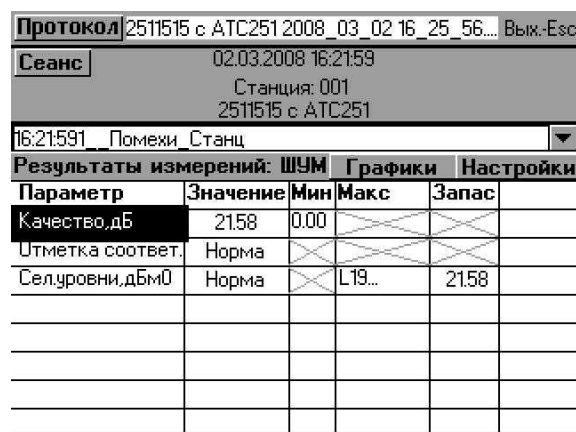 Протокол 2511515 с АТС251 2008_03_02 16_25_56.... Вых.-Esc
Сеанс 02.03.2008 16:21:59
Станция: 001
2511515 с АТС251
16:21:591__Помехи_Станц
Результаты измерений: ШУМ Графики Настройки
Параметр Значение Мин Макс Запас
Качество,дБ 21.58 0.00
Отметка соответ. Норма
Сел.уровни,дБм0 Норма L19... 21.58